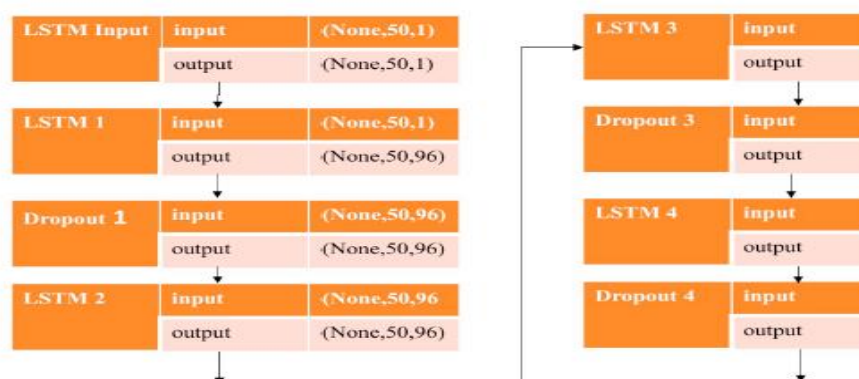 LSTM Input input (None,50,1)
output (None,50,1)
LSTM 1 input (None,50,1)
output (None,50,96)
Dropout 1 input (None,50,96)
output (None,50,96)
LSTM 2 input (None,50,96
output (None,50,96)
LSTM 3 input
output
Dropout 3 input
output
LSTM 4 input
output
Dropout 4 input
output